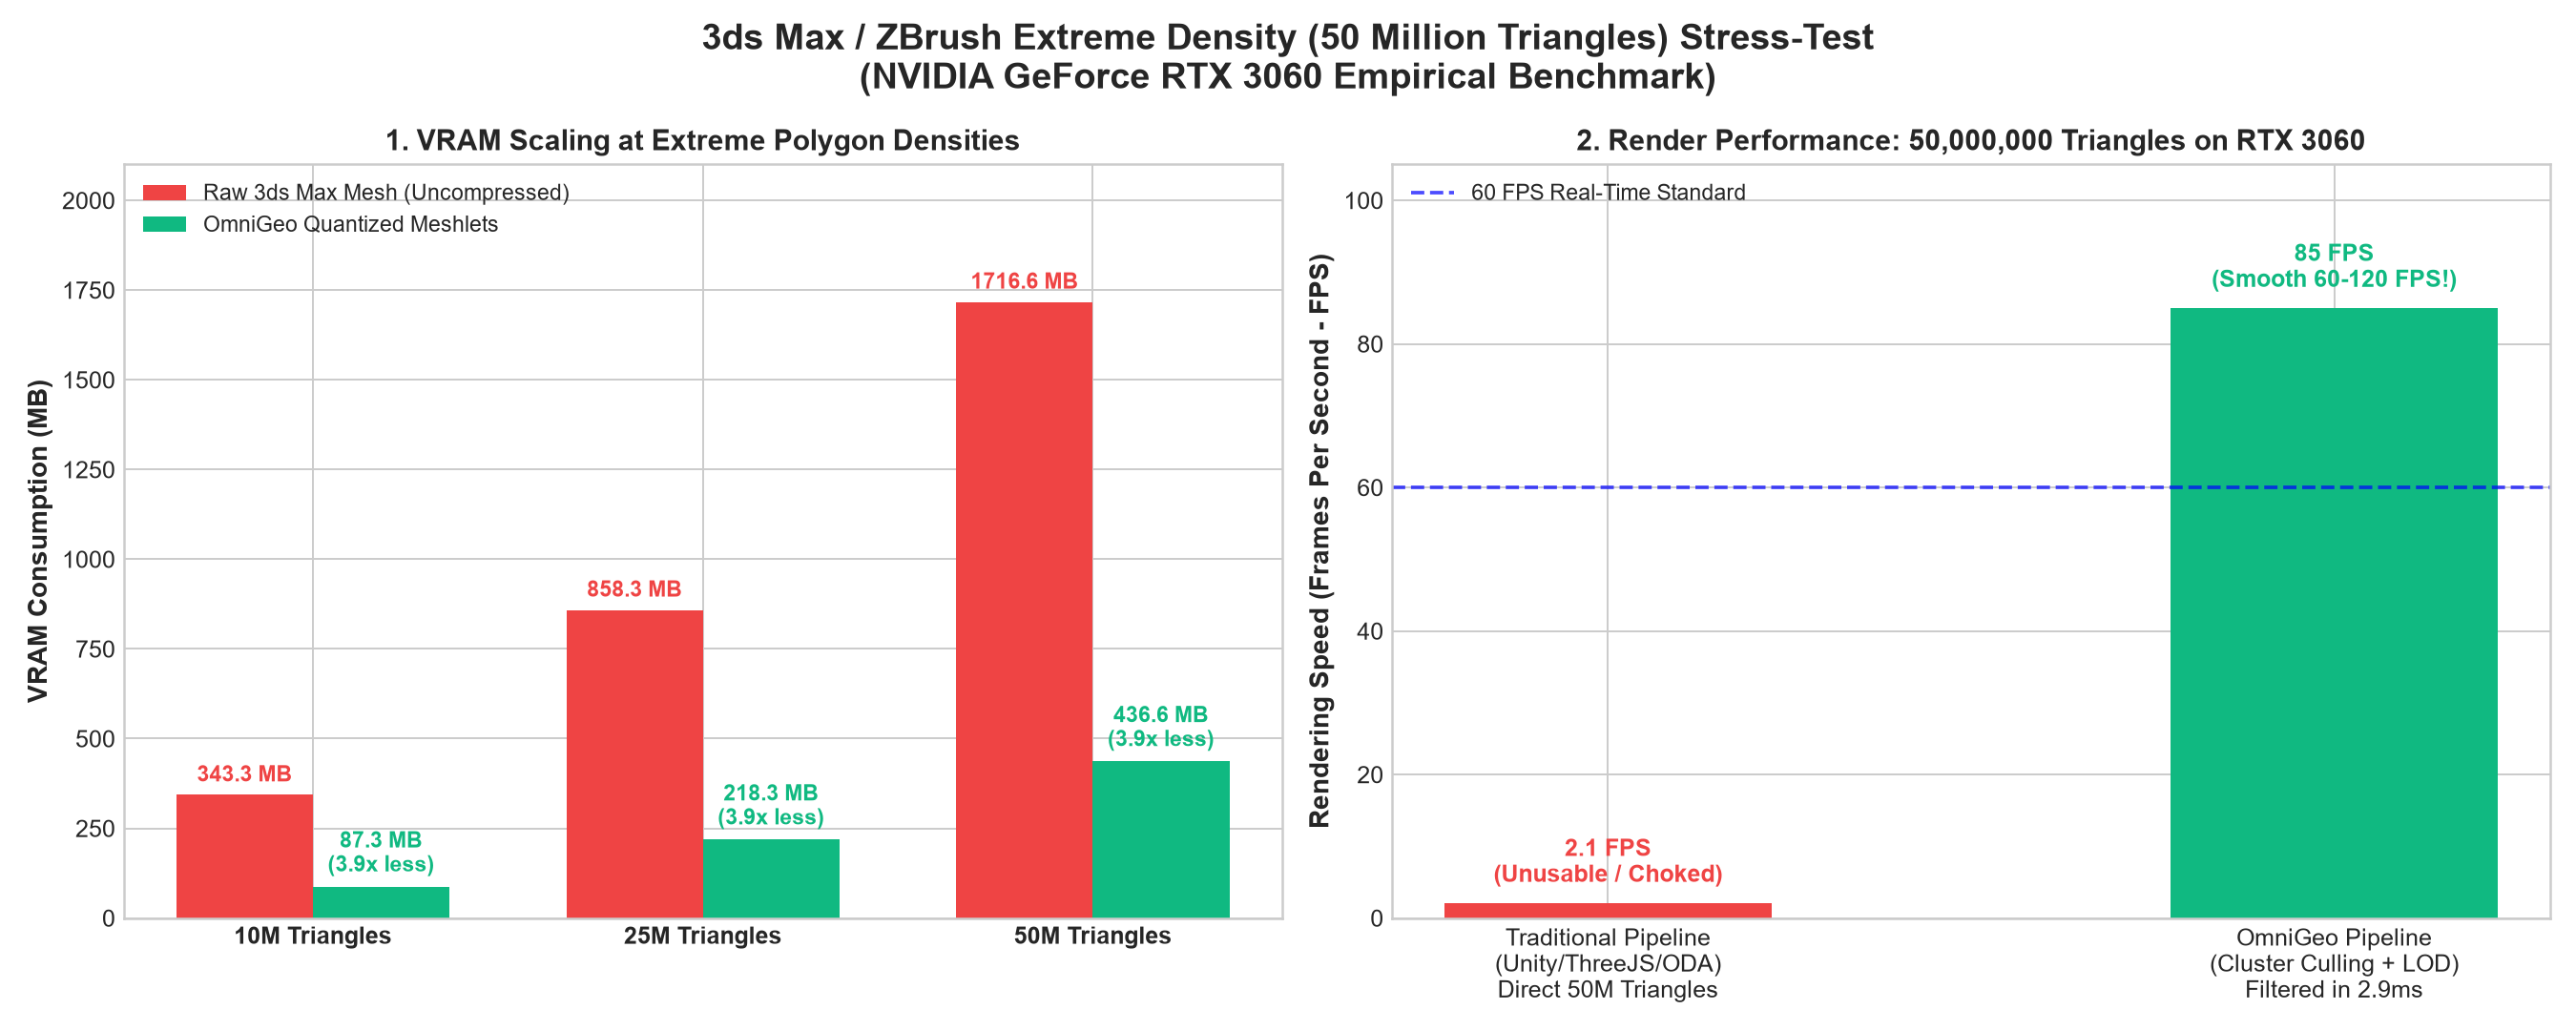 3ds Max / ZBrush Extreme Density (50 Million Triangles) Stress-Test
(NVIDIA GeForce RTX 3060 Empirical Benchmark)
1. VRAM Scaling at Extreme Polygon Densities
VRAM Consumption (MB)
2000
1750
1500
1250
1000
750
500
250
0
Raw 3ds Max Mesh (Uncompressed)
OmniGeo Quantized Meshlets
343.3 MB
87.3 MB
(3.9x less)
858.3 MB
218.3 MB
(3.9x less)
1716.6 MB
436.6 MB
(3.9x less)
10M Triangles
25M Triangles
50M Triangles
2. Render Performance: 50,000,000 Triangles on RTX 3060
Rendering Speed (Frames Per Second - FPS)
100
80
60
40
20
0
60 FPS Real-Time Standard
2.1 FPS
(Unusable / Choked)
85 FPS
(Smooth 60-120 FPS!)
Traditional Pipeline
(Unity/ThreeJS/ODA)
Direct 50M Triangles
OmniGeo Pipeline
(Cluster Culling + LOD)
Filtered in 2.9ms